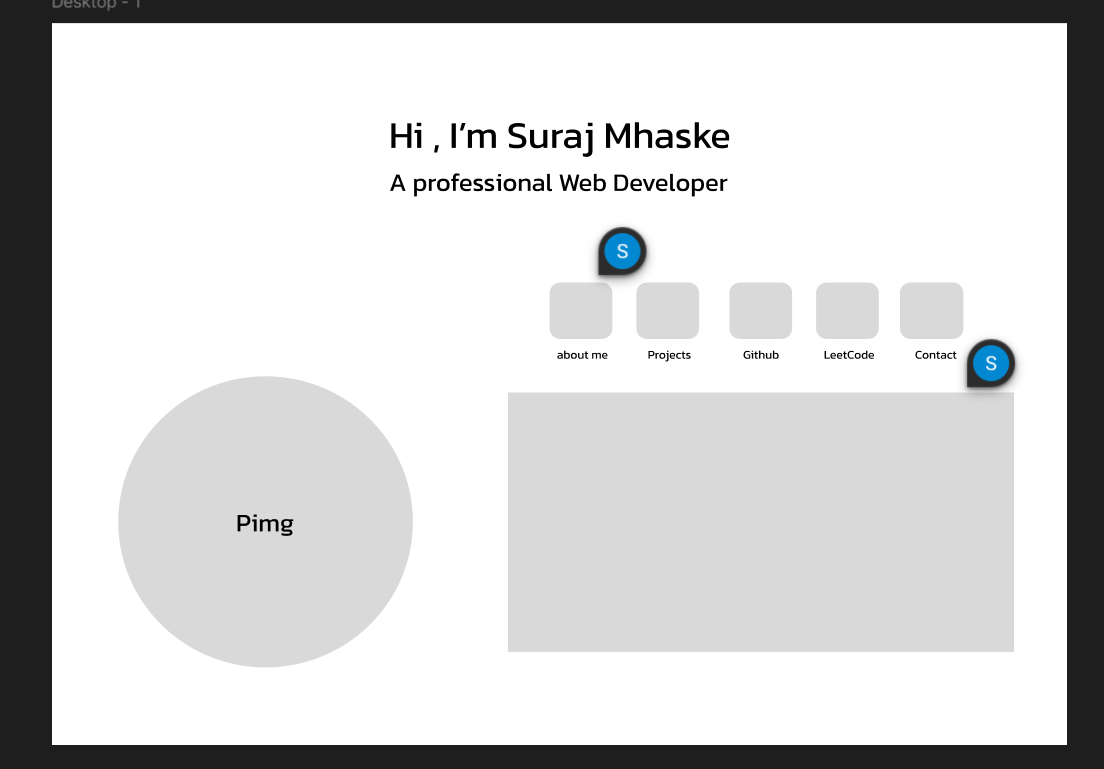 Desktop - 1
Hi , I’m Suraj Mhaske
A professional Web Developer
S
about me
Projects
Github
LeetCode
Contact
S
Pimg